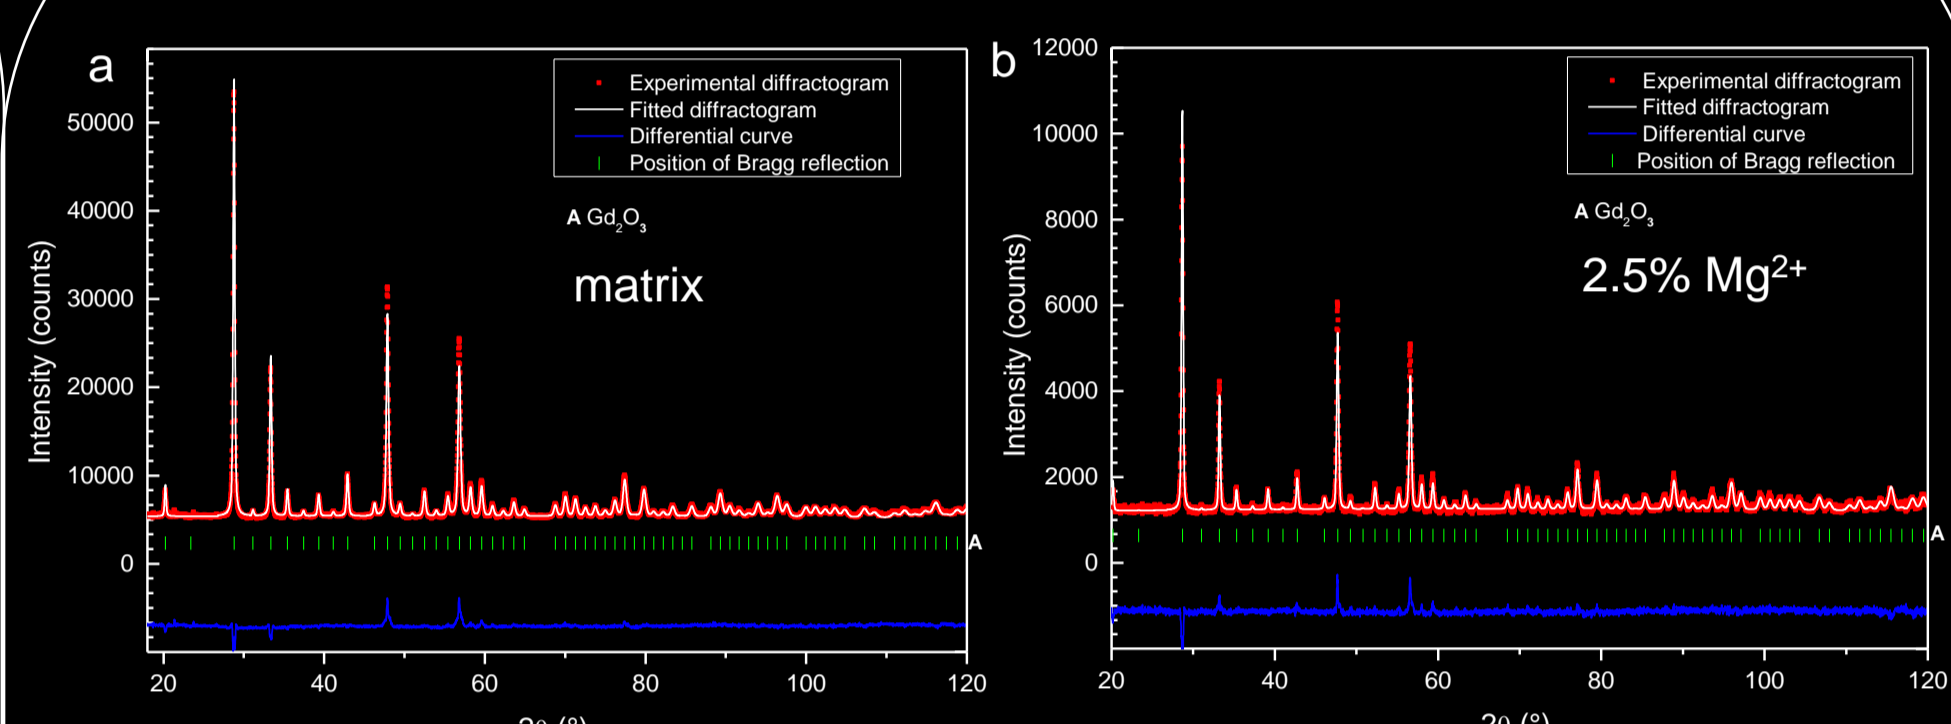 a
Experimental diffractogram
Fitted diffractogram
Differential curve
Position of Bragg reflection
A Gd₂O₃
matrix
Intensity (counts)
50000
40000
30000
20000
10000
0
A
20 40 60 80 100 120
2θ (°)
b
Experimental diffractogram
Fitted diffractogram
Differential curve
Position of Bragg reflection
A Gd₂O₃
2.5% Mg²⁺
Intensity (counts)
12000
10000
8000
6000
4000
2000
0
A
20 40 60 80 100 120
2θ (°)